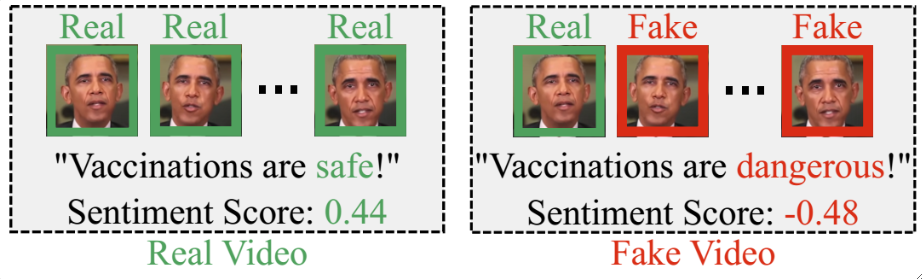 Real Real Real
... 
"Vaccinations are safe!"
Sentiment Score: 0.44
Real Video
Real Fake Fake
...
"Vaccinations are dangerous!"
Sentiment Score: -0.48
Fake Video